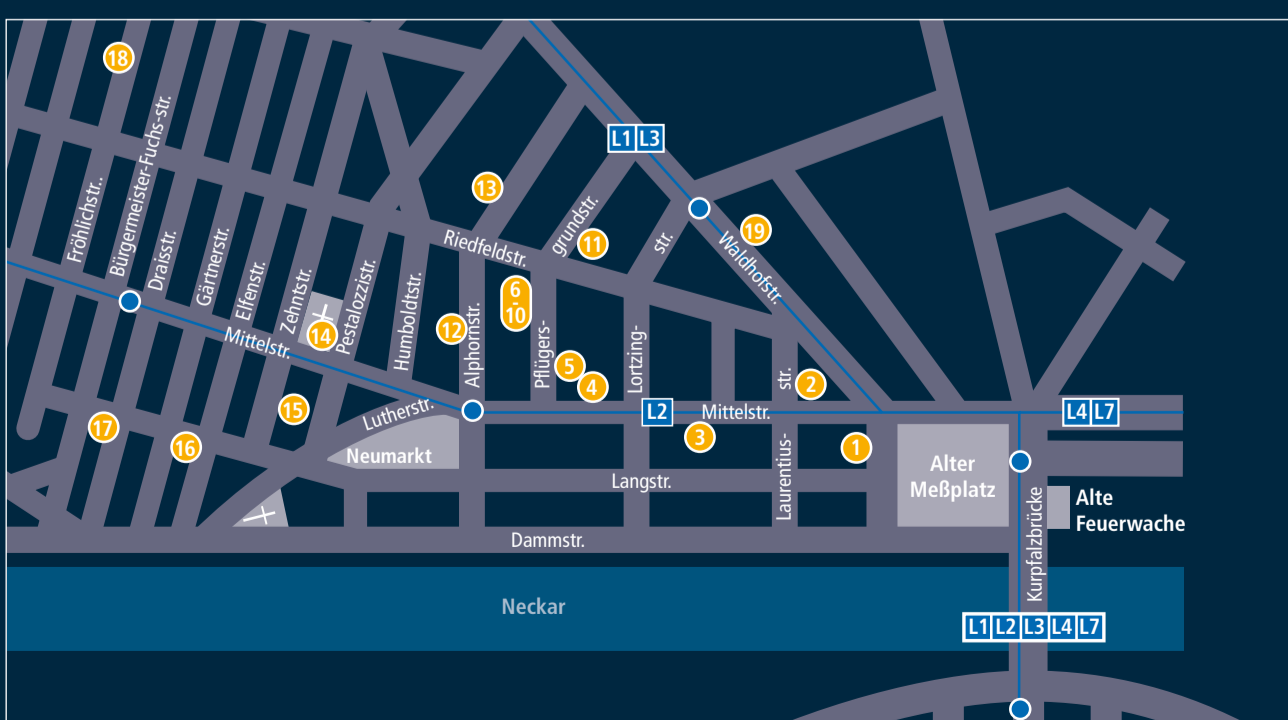 18
L1 L3
13
grundstr.
11
str.
19
Fröhlichstr..
Bürgermeister-Fuchs-str.
Draisstr.
Gärtnerstr.
Elfenstr.
Zehntstr.
Pestalozzistr.
Humboldtstr.
Riedfeldstr.
Waldhofstr.
6
-
10
14
12
Alphornstr.
Pflügers-
5
4
Lortzing-
str.
2
Mittelstr.
15
Lutherstr.
L2
Mittelstr.
L4 L7
17
16
Neumarkt
3
1
Laurentius-
Alter
Meßplatz
Langstr.
Alte
Feuerwache
Dammstr.
Kurpfalzbrücke
Neckar
L1 L2 L3 L4 L7